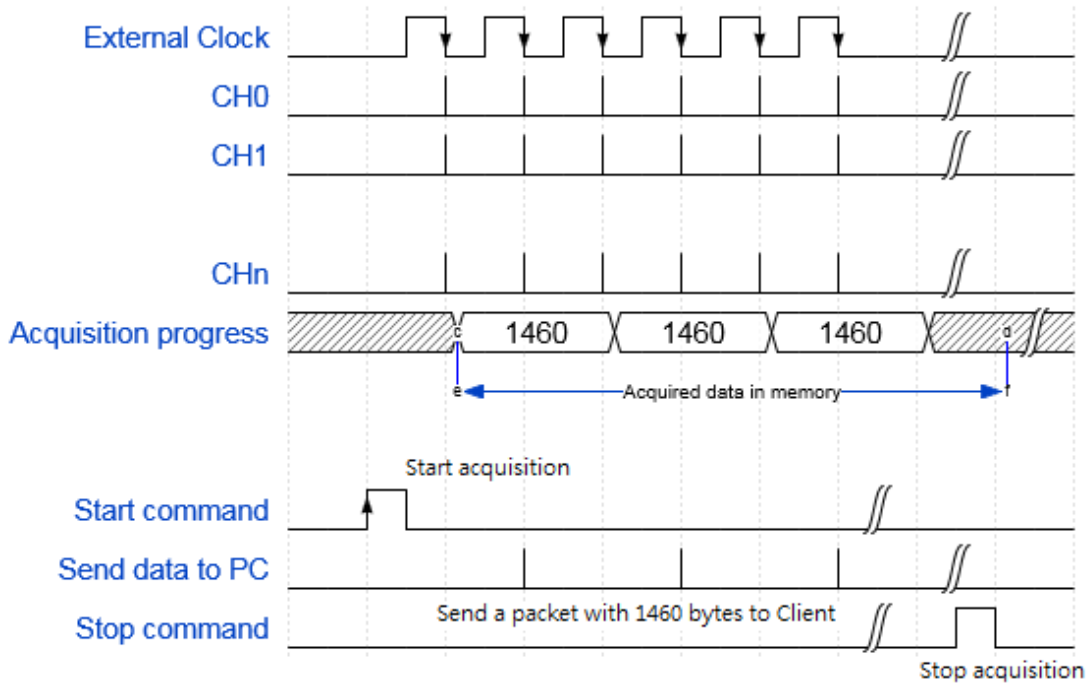 External Clock
CH0
CH1
CHn
Acquisition progress c 1460 1460 1460 d
e Acquired data in memory f
Start acquisition
Start command
Send data to PC
Send a packet with 1460 bytes to Client
Stop command
Stop acquisition